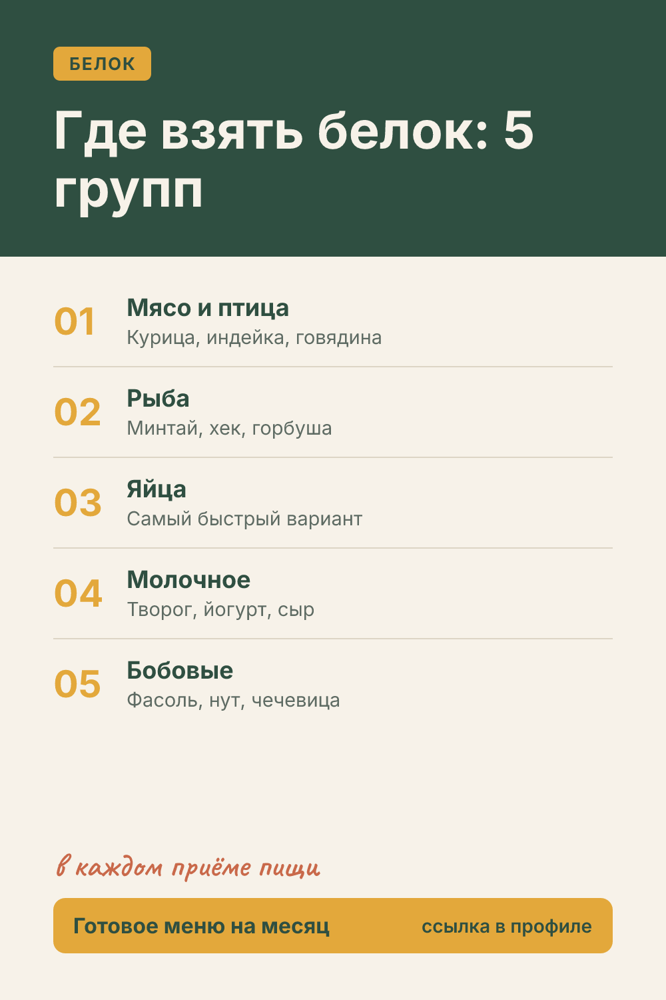 БЕЛОК
Где взять белок: 5
групп
01
Мясо и птица
Курица, индейка, говядина
02
Рыба
Минтай, хек, горбуша
03
Яйца
Самый быстрый вариант
04
Молочное
Творог, йогурт, сыр
05
Бобовые
Фасоль, нут, чечевица
в каждом приёме пищи
Готовое меню на месяц
ссылка в профиле